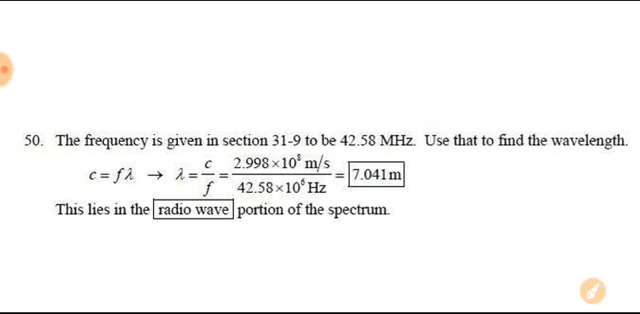 50. The frequency is given in section 31-9 to be 42.58 MHz. Use that to find the wavelength.
c = fλ → λ = c/f = 2.998×10⁸ m/s / 42.58×10⁶ Hz = 7.041 m
This lies in the radio wave portion of the spectrum.